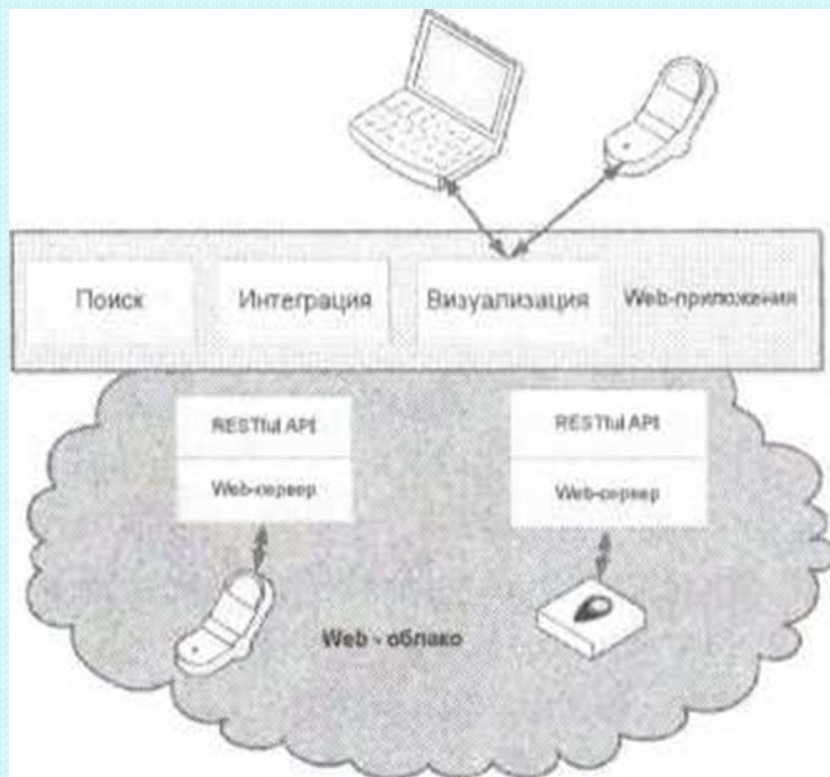 Поиск
Интеграция
Визуализация
Web-приложения
RESTful API
Web-сервер
RESTful API
Web-сервер
Web - облако